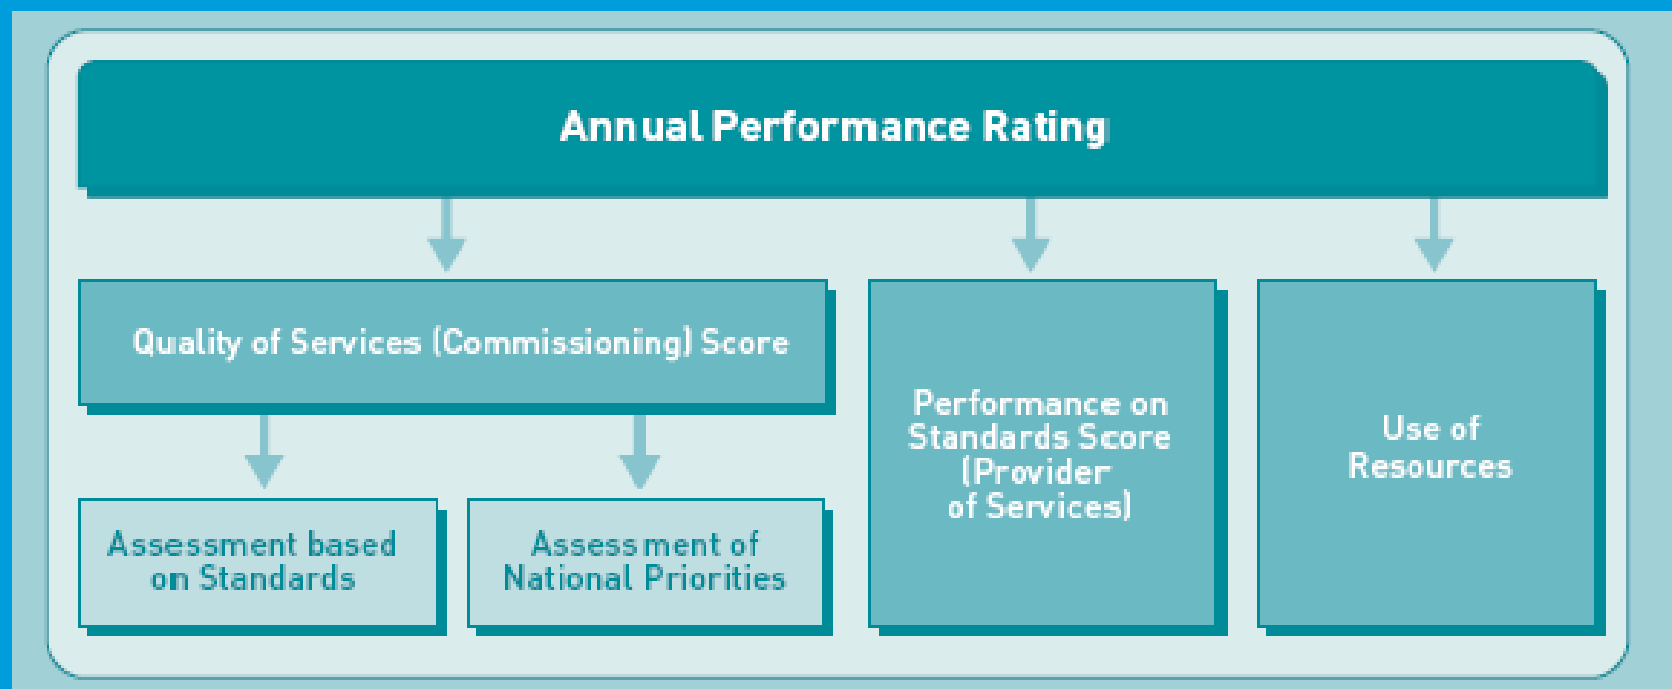 Annual Performance Rating
Quality of Services (Commissioning) Score
Performance on
Standards Score
(Provider
of Services)
Use of
Resources
Assessment based
on Standards
Assessment of
National Priorities